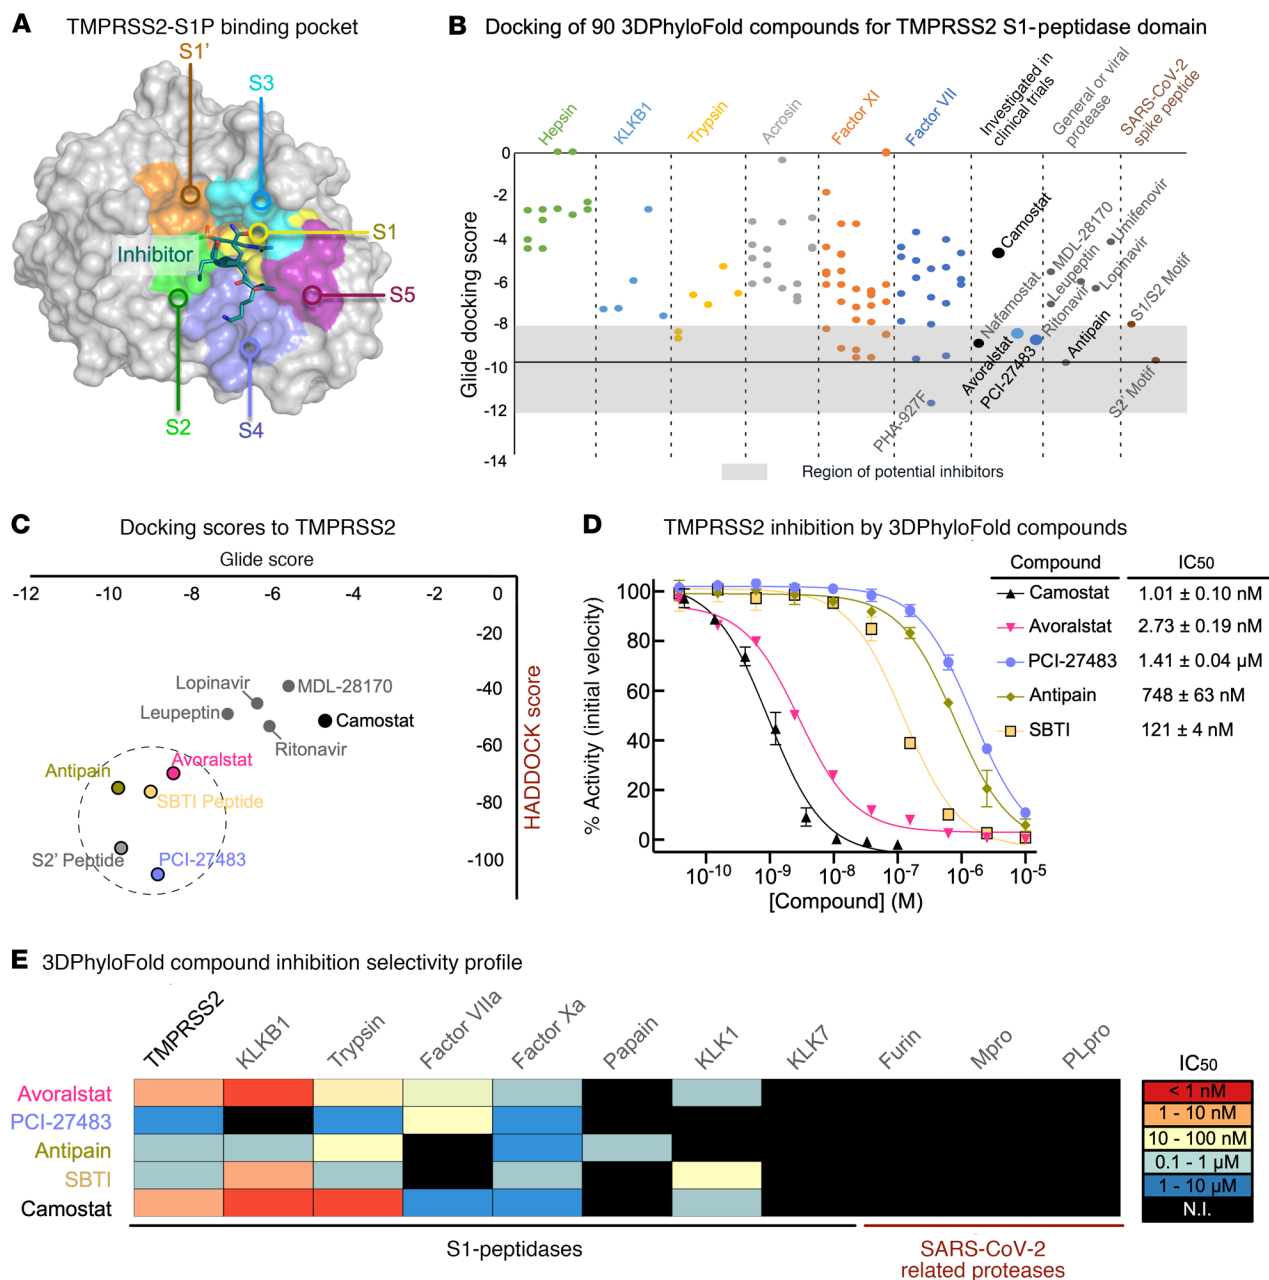 A
TMPRSS2-S1P binding pocket
S1'
S3
S1
Inhibitor
S5
S2
S4
B
Docking of 90 3DPhyloFold compounds for TMPRSS2 S1-peptidase domain
Hepsin
KLKB1
Trypsin
Acrosin
Factor XI
Factor VII
Investigated in
clinical trials
General or viral
protease
SARS-CoV-2
spike peptide
Glide docking score
0
-2
-4
-6
-8
-10
-12
-14
Camostat
Nafamostat
Avoralstat
PCI-27483
PHA-927F
MDL-28170
Leupeptin
Umifenovir
Ritonavir
Lopinavir
Antipain
S1/S2 Motif
S2' Motif
Region of potential inhibitors
C
Docking scores to TMPRSS2
Glide score
-12
-10
-8
-6
-4
-2
0
-20
-40
-60
-80
-100
HADDOCK score
Lopinavir
MDL-28170
Leupeptin
Camostat
Ritonavir
Avoralstat
Antipain
SBTI Peptide
S2' Peptide
PCI-27483
D
TMPRSS2 inhibition by 3DPhyloFold compounds
% Activity (initial velocity)
100
80
60
40
20
0
10-10
10-9
10-8
10-7
10-6
10-5
[Compound] (M)
Compound IC50
Camostat 1.01 ± 0.10 nM
Avoralstat 2.73 ± 0.19 nM
PCI-27483 1.41 ± 0.04 µM
Antipain 748 ± 63 nM
SBTI 121 ± 4 nM
E
3DPhyloFold compound inhibition selectivity profile
TMPRSS2
KLKB1
Trypsin
Factor VIIa
Factor Xa
Papain
KLK1
KLK7
Furin
Mpro
PLpro
Avoralstat
PCI-27483
Antipain
SBTI
Camostat
S1-peptidases
SARS-CoV-2
related proteases
IC50
< 1 nM
1 - 10 nM
10 - 100 nM
0.1 - 1 µM
1 - 10 µM
N.I.